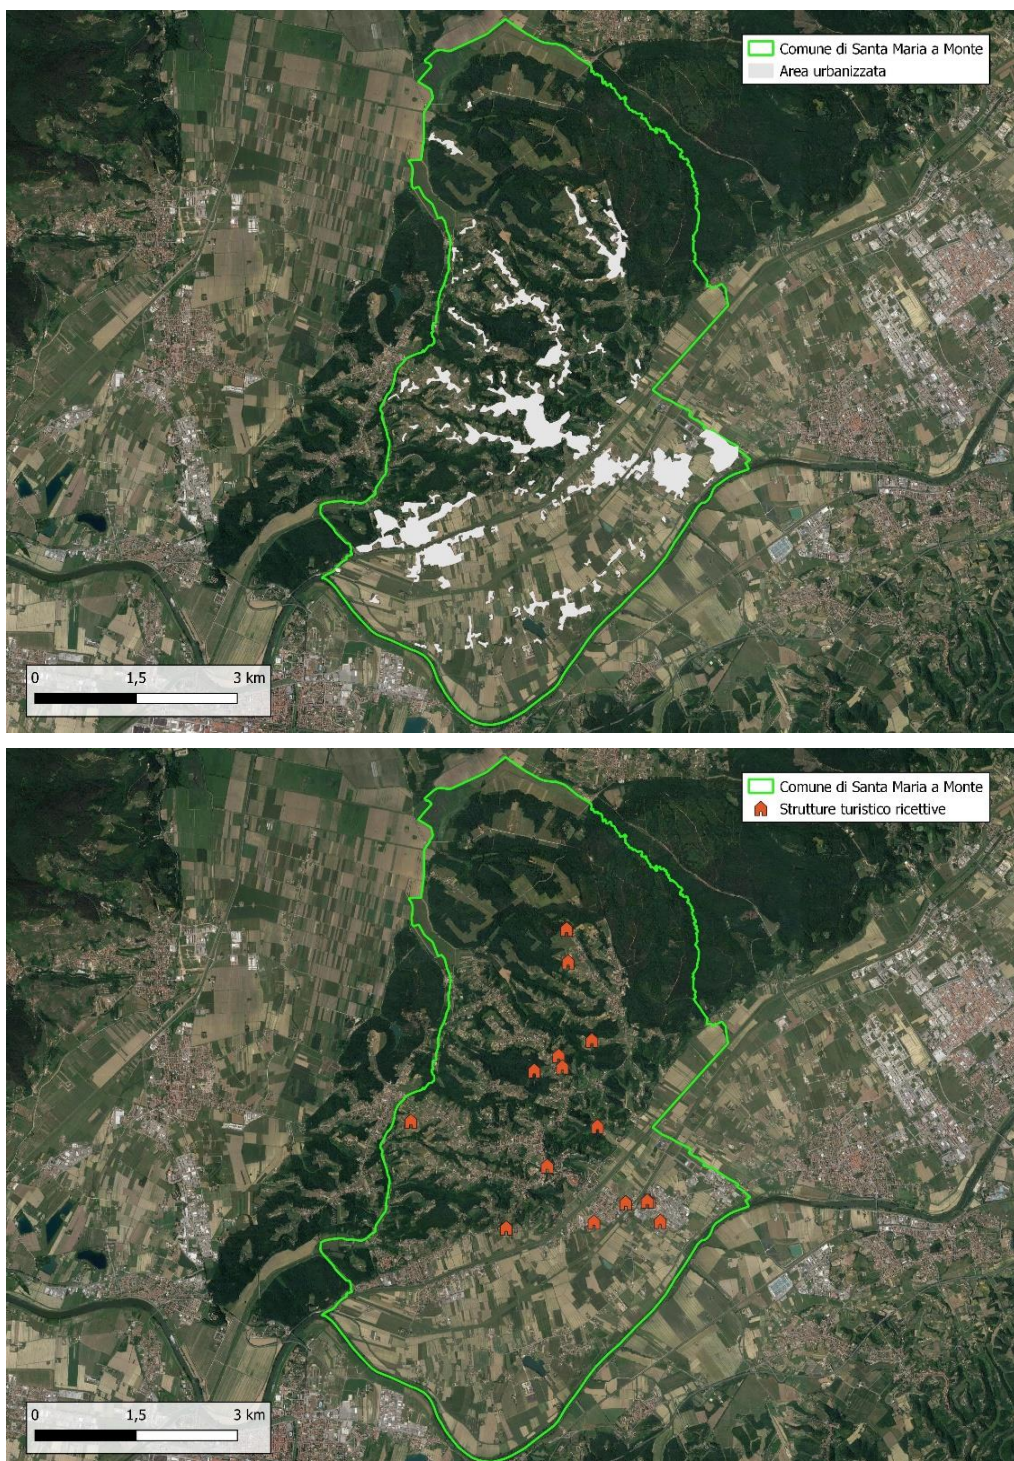 Comune di Santa Maria a Monte
Area urbanizzata
0 1,5 3 km
Comune di Santa Maria a Monte
Strutture turistico ricettive
0 1,5 3 km